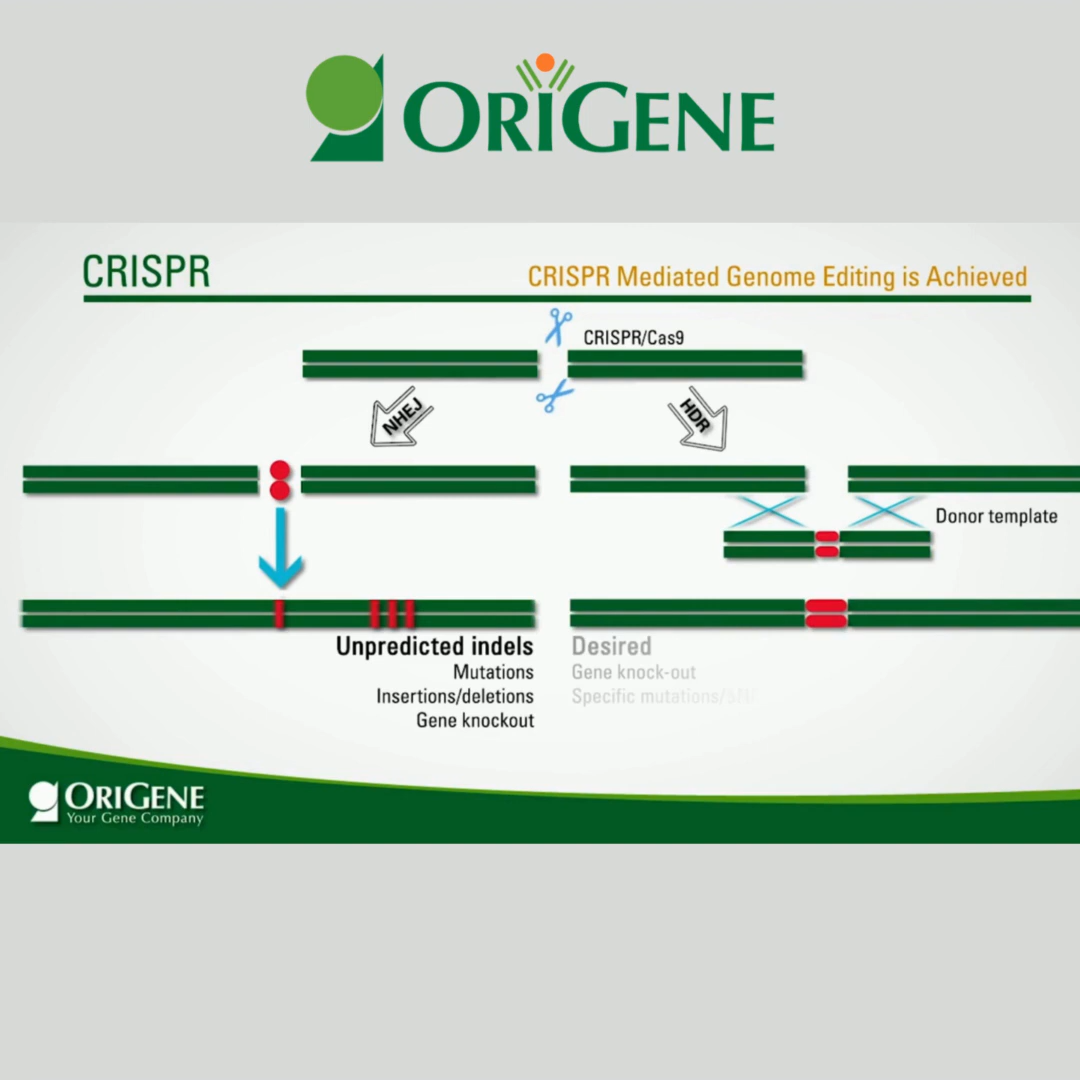 ORIGENE
CRISPR
CRISPR Mediated Genome Editing is Achieved
CRISPR/Cas9
NHEJ
HDR
Donor template
Unpredicted indels
Mutations
Insertions/deletions
Gene knockout
Desired
Gene knock-out
Specific mutations/
ORIGENE
Your Gene Company